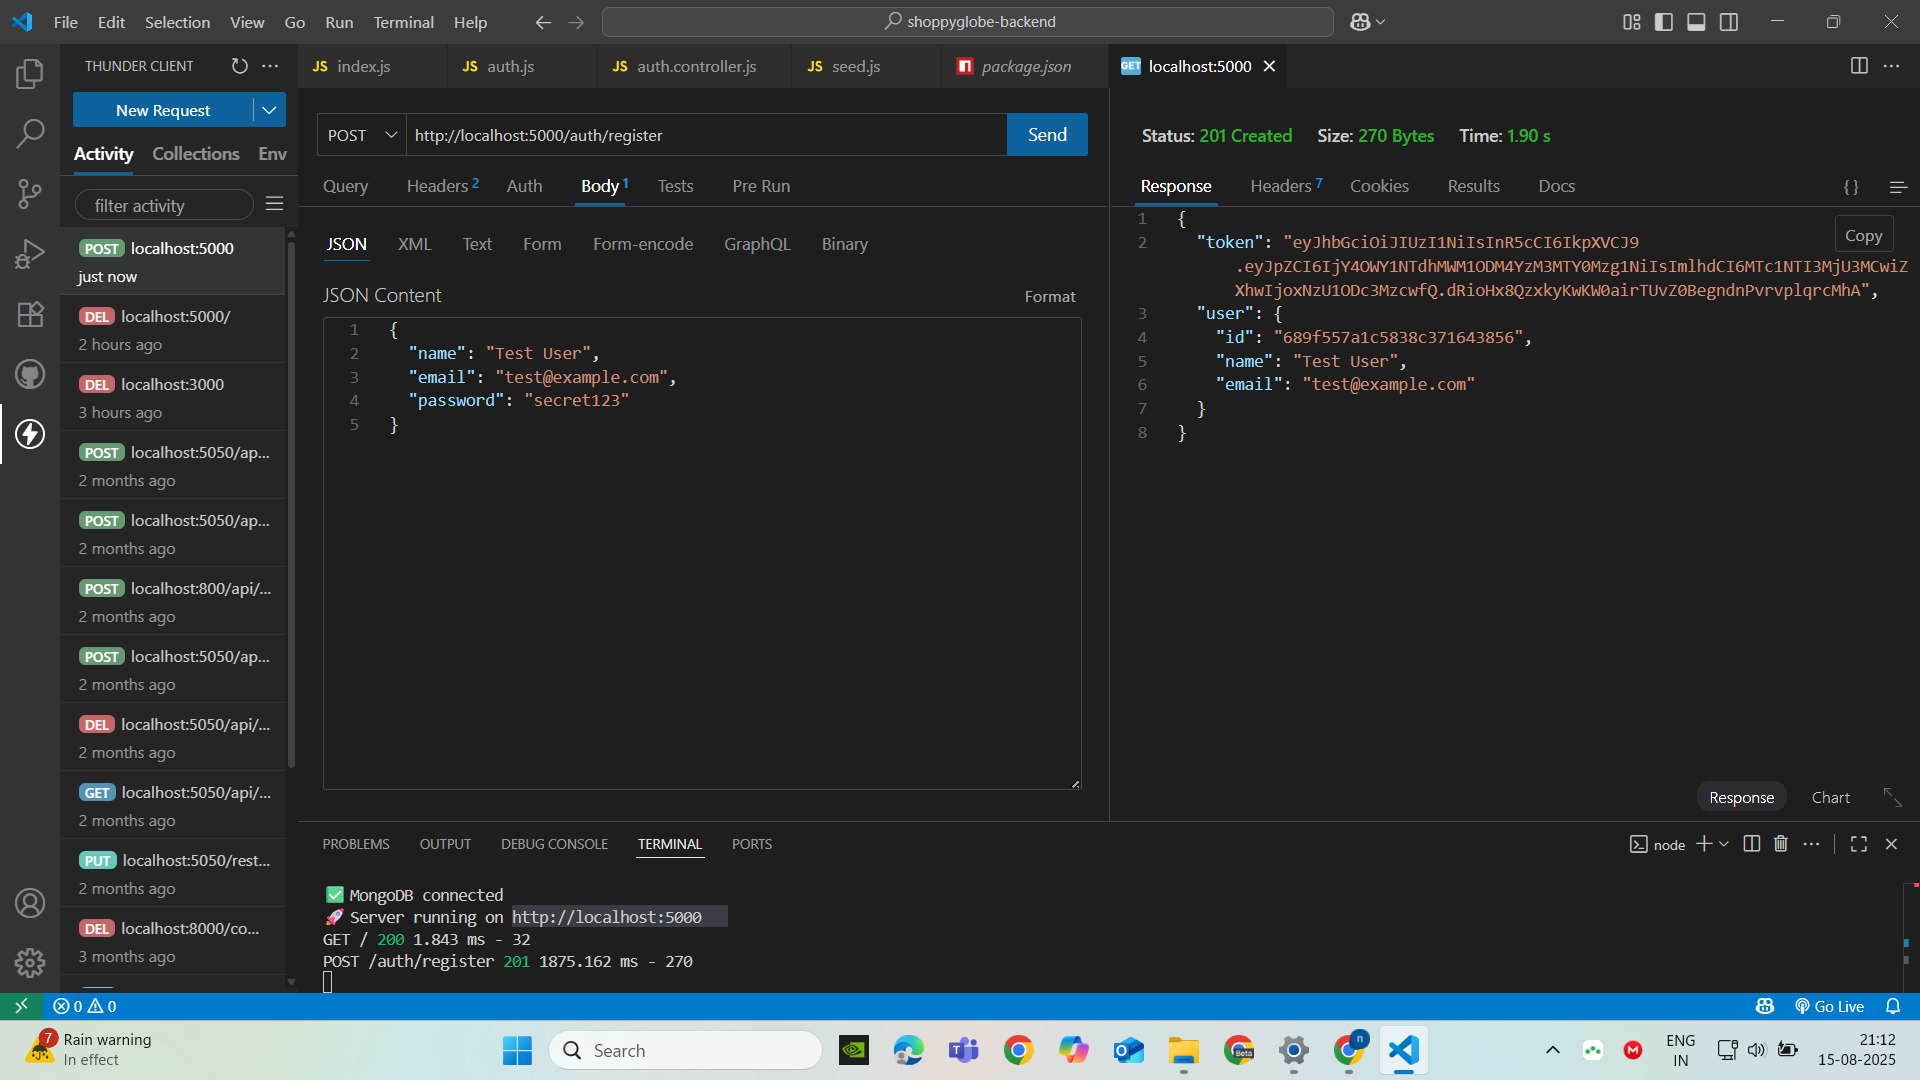 File Edit Selection View Go Run Terminal Help
shoppyglobe-backend
THUNDER CLIENT
New Request
Activity Collections Env
filter activity
POST localhost:5000
just now
DEL localhost:5000/
2 hours ago
DEL localhost:3000
3 hours ago
POST localhost:5050/ap...
2 months ago
POST localhost:5050/ap...
2 months ago
POST localhost:800/api/...
2 months ago
POST localhost:5050/ap...
2 months ago
DEL localhost:5050/api/...
2 months ago
GET localhost:5050/api/...
2 months ago
PUT localhost:5050/rest...
2 months ago
DEL localhost:8000/co...
3 months ago
JS index.js JS auth.js JS auth.controller.js JS seed.js package.json GET localhost:5000
POST http://localhost:5000/auth/register Send
Query Headers 2 Auth Body 1 Tests Pre Run
JSON XML Text Form Form-encode GraphQL Binary
JSON Content Format
1 {
2 "name": "Test User",
3 "email": "test@example.com",
4 "password": "secret123"
5 }
Status: 201 Created Size: 270 Bytes Time: 1.90 s
Response Headers 7 Cookies Results Docs { }
Copy
1 {
2 "token": "eyJhbGciOiJIUzI1NiIsInR5cCI6IkpXVCJ9
.eyJpZCI6IjY4OWY1NTdhMWM1ODM4YzM3MTY0Mzg1NiIsImlhdCI6MTc1NTI3MjU3MCwiZ
XhwIjoxNzU1ODc3MzcwfQ.dRioHx8QzxkyKwKW0airTUvZ0BegndnPvrvplqrcMhA",
3 "user": {
4 "id": "689f557a1c5838c371643856",
5 "name": "Test User",
6 "email": "test@example.com"
7 }
8 }
Response Chart
PROBLEMS OUTPUT DEBUG CONSOLE TERMINAL PORTS
node
✅ MongoDB connected
🚀 Server running on http://localhost:5000
GET / 200 1.843 ms - 32
POST /auth/register 201 1875.162 ms - 270
0 0
Go Live
7
Rain warning
In effect
Search
Beta
n
ENG
IN
21:12
15-08-2025